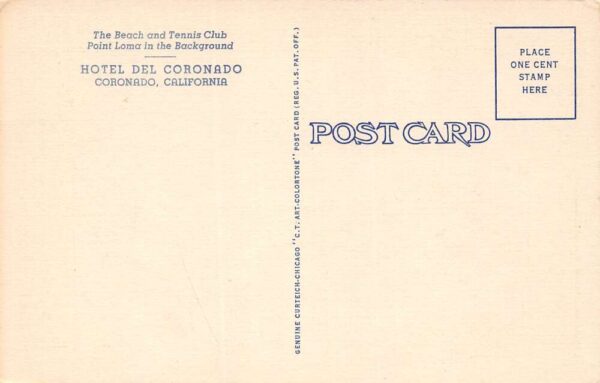 The Beach and Tennis Club
Point Loma in the Background
HOTEL DEL CORONADO
CORONADO, CALIFORNIA
GENUINE CURTEICH-CHICAGO "C.T. ART-COLORTONE" POST CARD (REG. U.S. PAT. OFF.)
POST CARD
PLACE
ONE CENT
STAMP
HERE